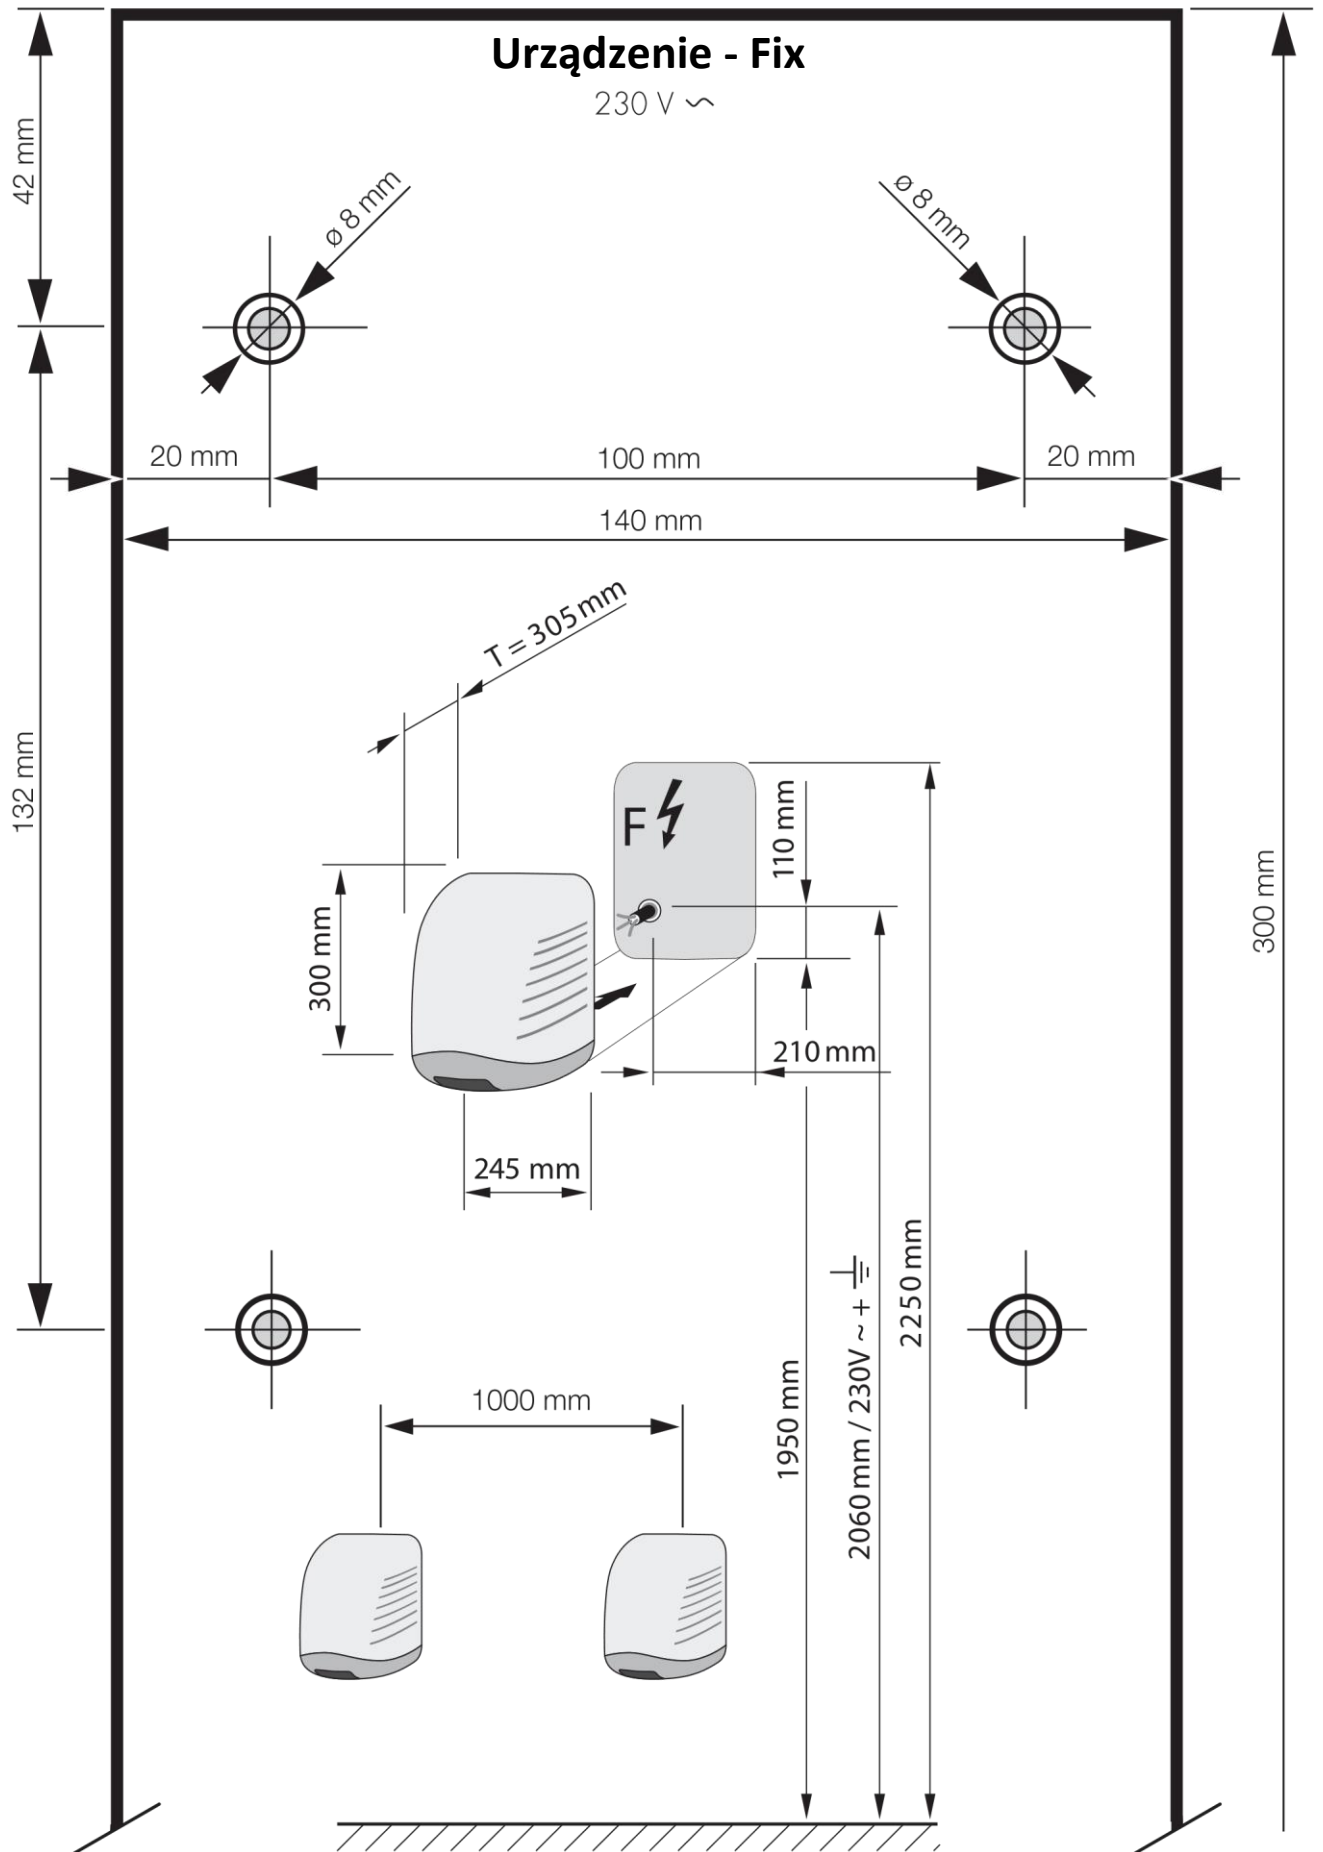 Urządzenie - Fix
230 V ~
42 mm
ø 8 mm
ø 8 mm
20 mm
100 mm
20 mm
140 mm
T = 305 mm
132 mm
F
110 mm
300 mm
300 mm
210 mm
245 mm
2250 mm
2060 mm / 230V ~ +
1950 mm
1000 mm